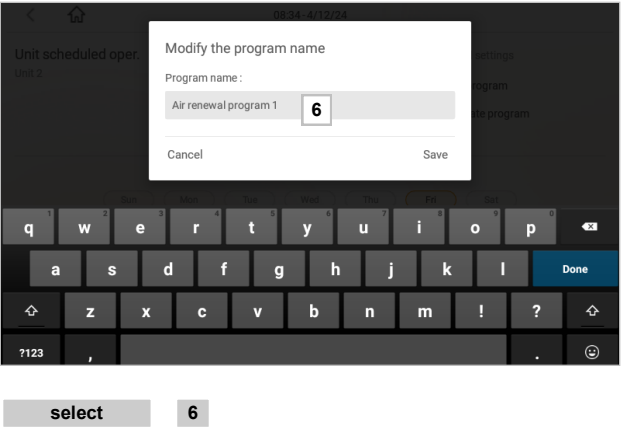 08:34-4/12/24
Unit scheduled oper.
Unit 2
settings
rogram
ate program
Modify the program name
Program name :
Air renewal program 1
6
Cancel
Save
Sun Mon Tue Wed Thu Fri Sat
1 2 3 4 5 6 7 8 9 0
q w e r t y u i o p
a s d f g h j k l Done
z x c v b n m ! ?
?123 , .
select 6